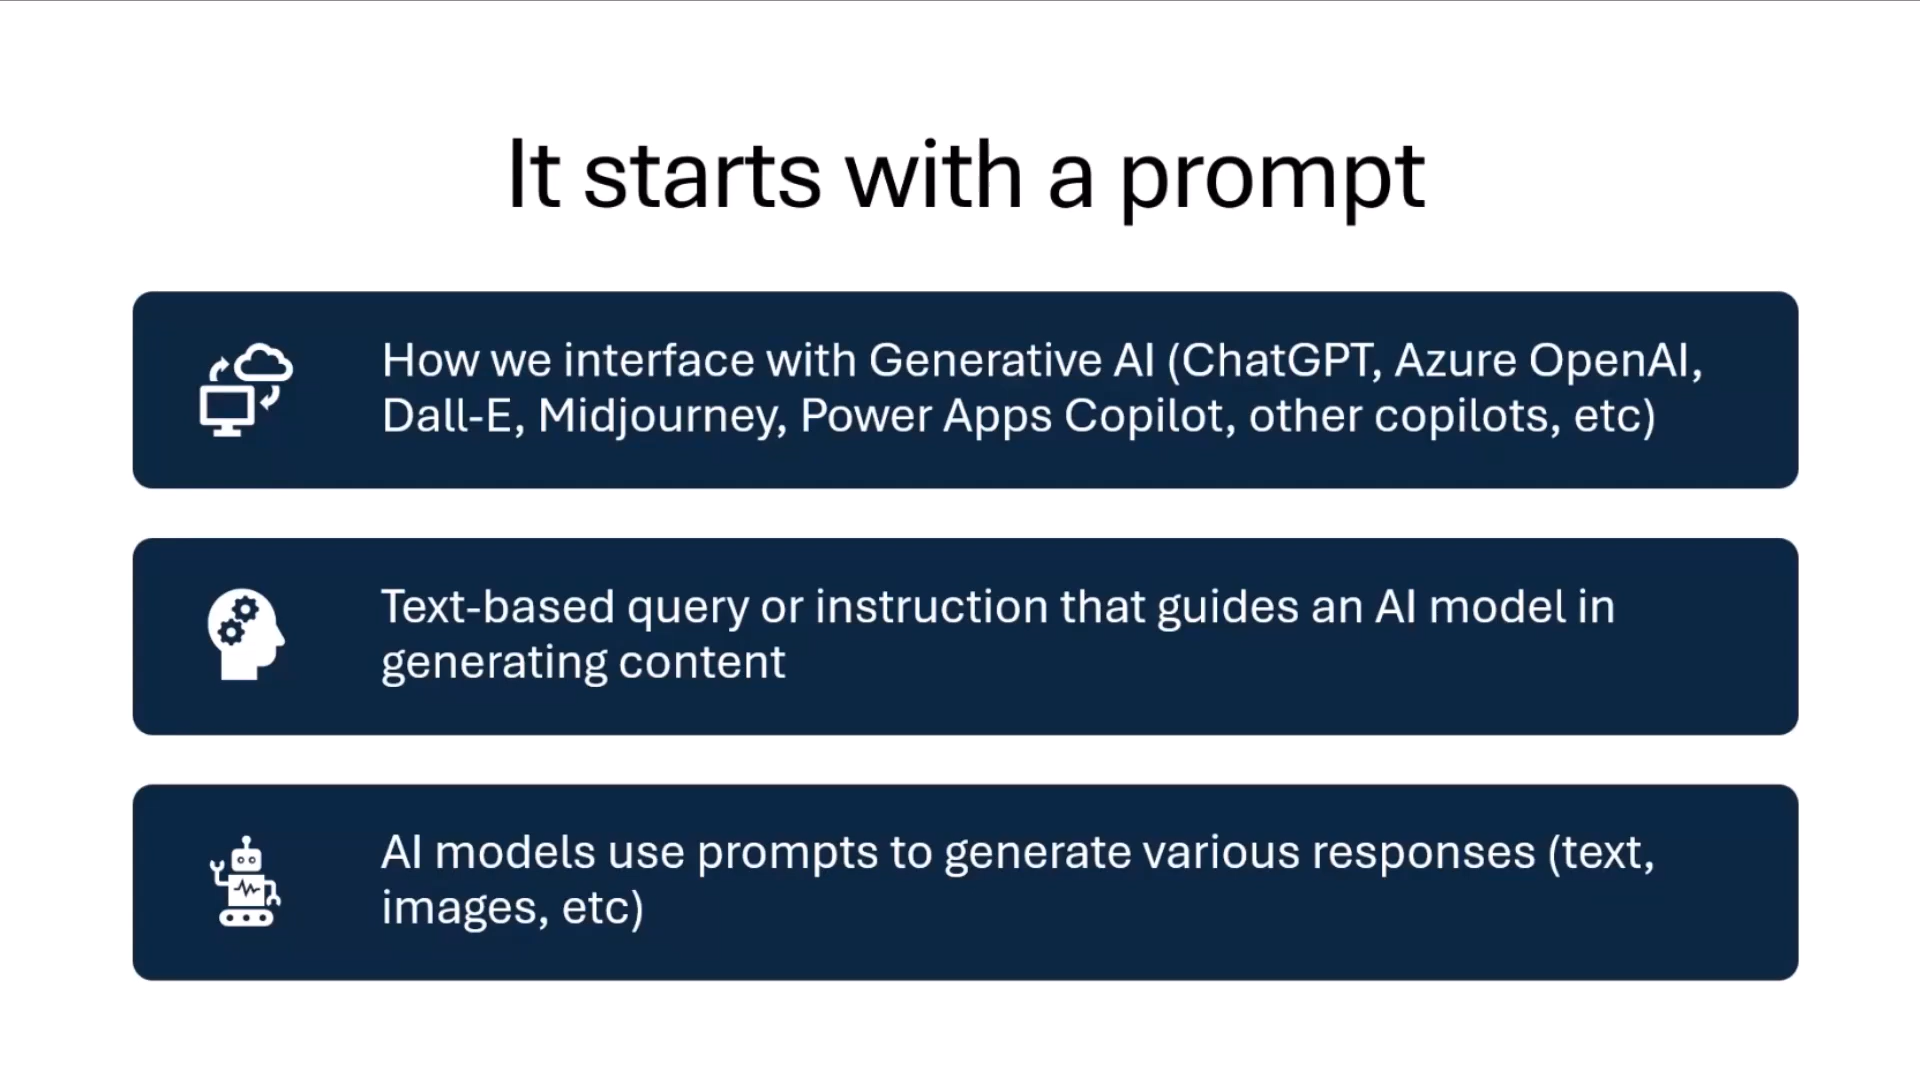 It starts with a prompt
How we interface with Generative AI (ChatGPT, Azure OpenAI,
Dall-E, Midjourney, Power Apps Copilot, other copilots, etc)
Text-based query or instruction that guides an AI model in
generating content
AI models use prompts to generate various responses (text,
images, etc)